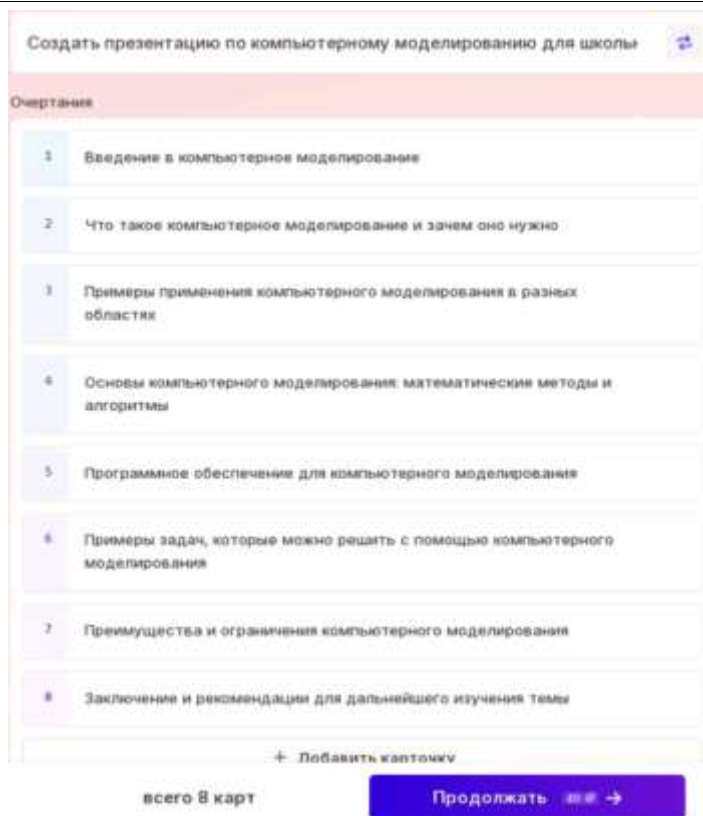 Создать презентацию по компьютерному моделированию для школы
Очертания
1 Введение в компьютерное моделирование
2 Что такое компьютерное моделирование и зачем оно нужно
3 Примеры применения компьютерного моделирования в разных
областях
4 Основы компьютерного моделирования: математические методы и
алгоритмы
5 Программное обеспечение для компьютерного моделирования
6 Примеры задач, которые можно решить с помощью компьютерного
моделирования
7 Преимущества и ограничения компьютерного моделирования
8 Заключение и рекомендации для дальнейшего изучения темы
+ Добавить карточку
всего 8 карт
Продолжать →